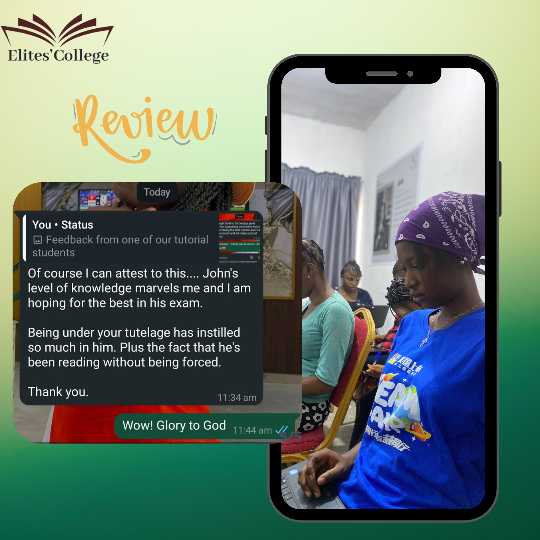 Elites'College
Review
Today
You • Status
Feedback from one of our tutorial
students
Of course I can attest to this.... John's
level of knowledge marvels me and I am
hoping for the best in his exam.
Being under your tutelage has instilled
so much in him. Plus the fact that he's
been reading without being forced.
Thank you.
11:34 am
Wow! Glory to God 11:44 am